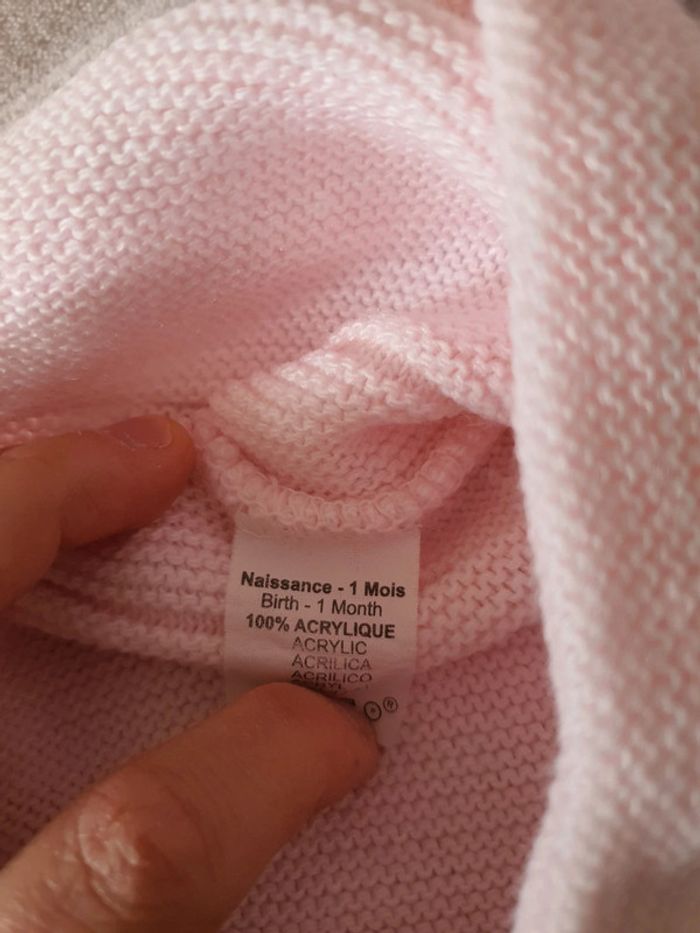 Naissance - 1 Mois
Birth - 1 Month
100% ACRYLIQUE
ACRYLIC
ACRILICA
ACRILICO